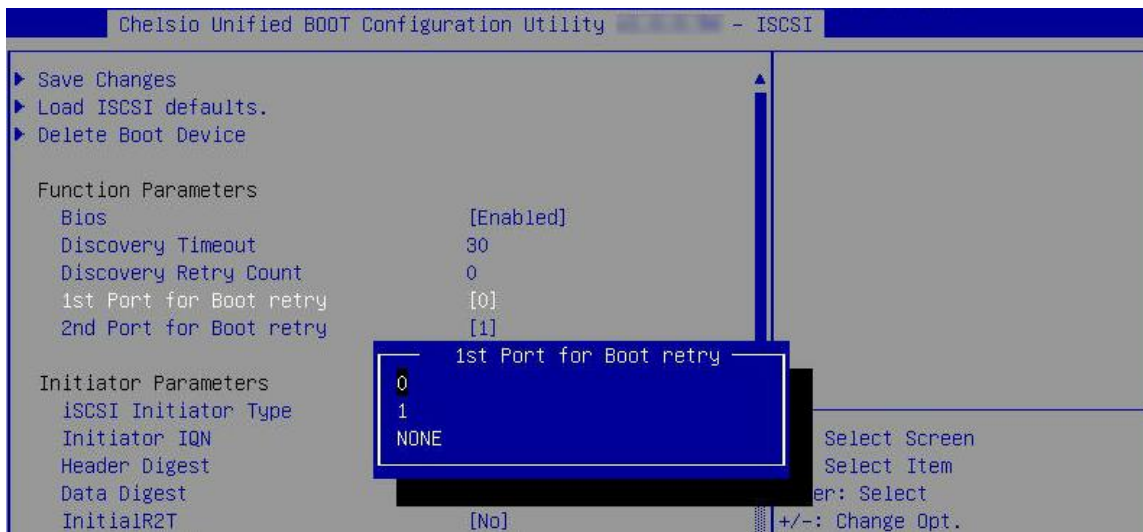 Chelsio Unified BOOT Configuration Utility - ISCSI
Save Changes
Load ISCSI defaults.
Delete Boot Device
Function Parameters
Bios [Enabled]
Discovery Timeout 30
Discovery Retry Count 0
1st Port for Boot retry [0]
2nd Port for Boot retry [1]
1st Port for Boot retry
0
1
NONE
Initiator Parameters
iSCSI Initiator Type
Initiator IQN
Header Digest
Data Digest
InitialR2T [No]
Select Screen
Select Item
er: Select
+/-: Change Opt.